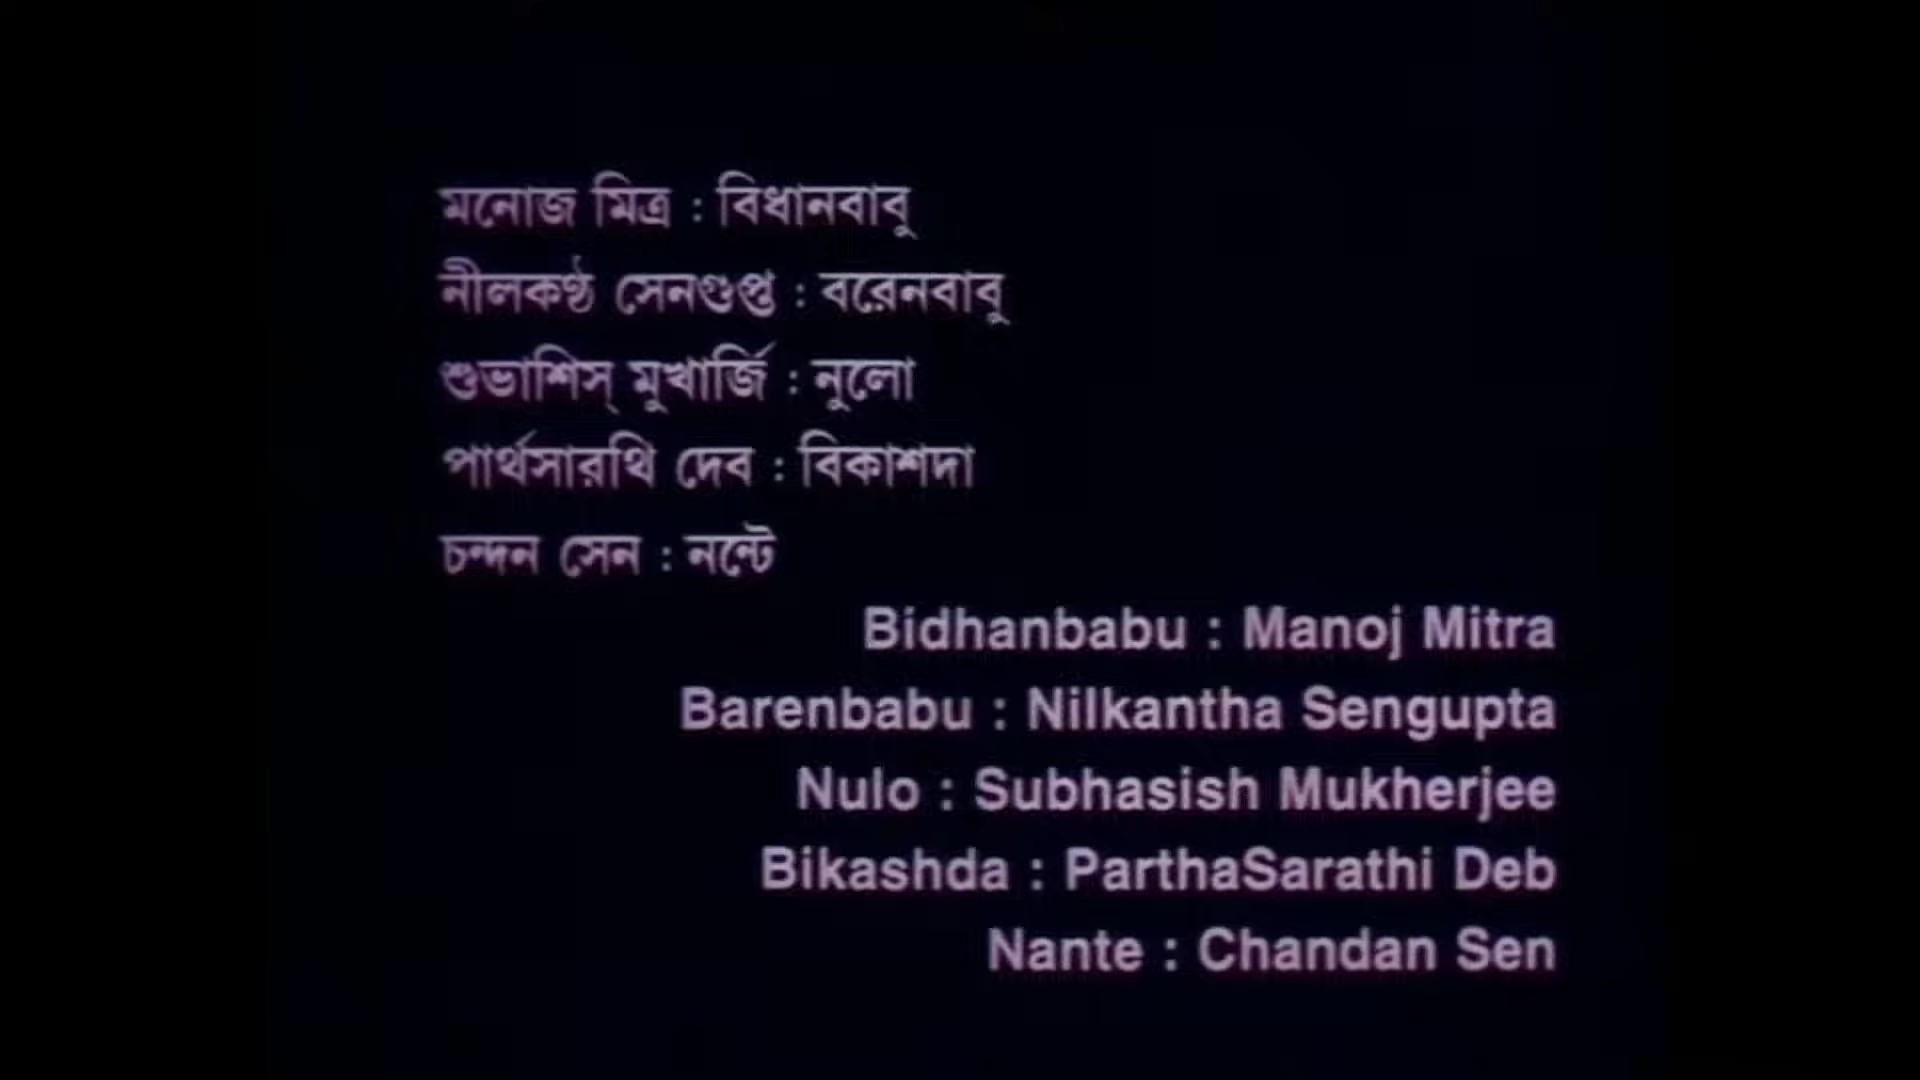 মনোজ মিত্র : বিধানবাবু
নীলকণ্ঠ সেনগুপ্ত : বরেনবাবু
শুভাশিস্ মুখার্জি : নুলো
পার্থসারথি দেব : বিকাশদা
চন্দন সেন : নন্টে
Bidhanbabu : Manoj Mitra
Barenbabu : Nilkantha Sengupta
Nulo : Subhasish Mukherjee
Bikashda : ParthaSarathi Deb
Nante : Chandan Sen